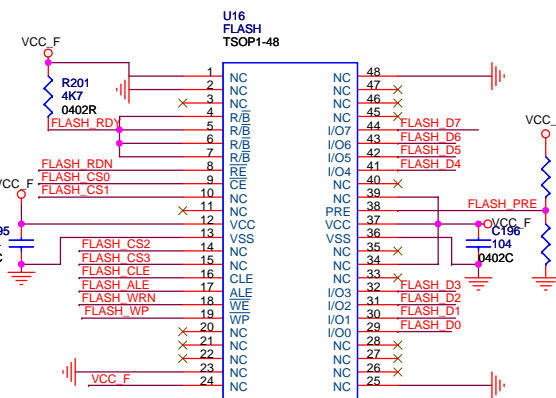 U16
FLASH
TSOP1-48
VCC_F
R201
4K7
0402R
FLASH_RDY
FLASH_RDN
FLASH_CS0
FLASH_CS1
VCC_F
FLASH_CS2
FLASH_CS3
FLASH_CLE
FLASH_ALE
FLASH_WRN
FLASH_WP
VCC_F
1 NC
2 NC
3 NC
4 R/B
5 R/B
6 R/B
7 R/B
8 RE
9 CE
10 NC
11 NC
12 VCC
13 VSS
14 NC
15 NC
16 CLE
17 ALE
18 WE
19 WP
20 NC
21 NC
22 NC
23 NC
24 NC
NC 48
NC 47
NC 46
NC 45
I/O7 44 FLASH_D7
I/O6 43 FLASH_D6
I/O5 42 FLASH_D5
I/O4 41 FLASH_D4
NC 40
NC 39
PRE 38 FLASH_PRE
VCC 37 VCC_F
VSS 36
NC 35
NC 34
NC 33
I/O3 32 FLASH_D3
I/O2 31 FLASH_D2
I/O1 30 FLASH_D1
I/O0 29 FLASH_D0
NC 28
NC 27
NC 26
NC 25
C196
104
0402C
VCC_
95